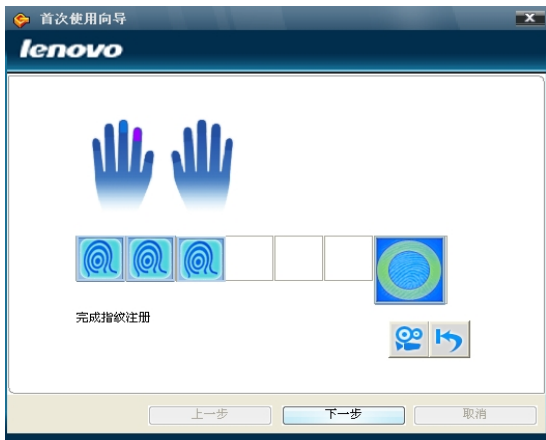 首次使用向导
lenovo
完成指紋注册
上一步
下一步
取消